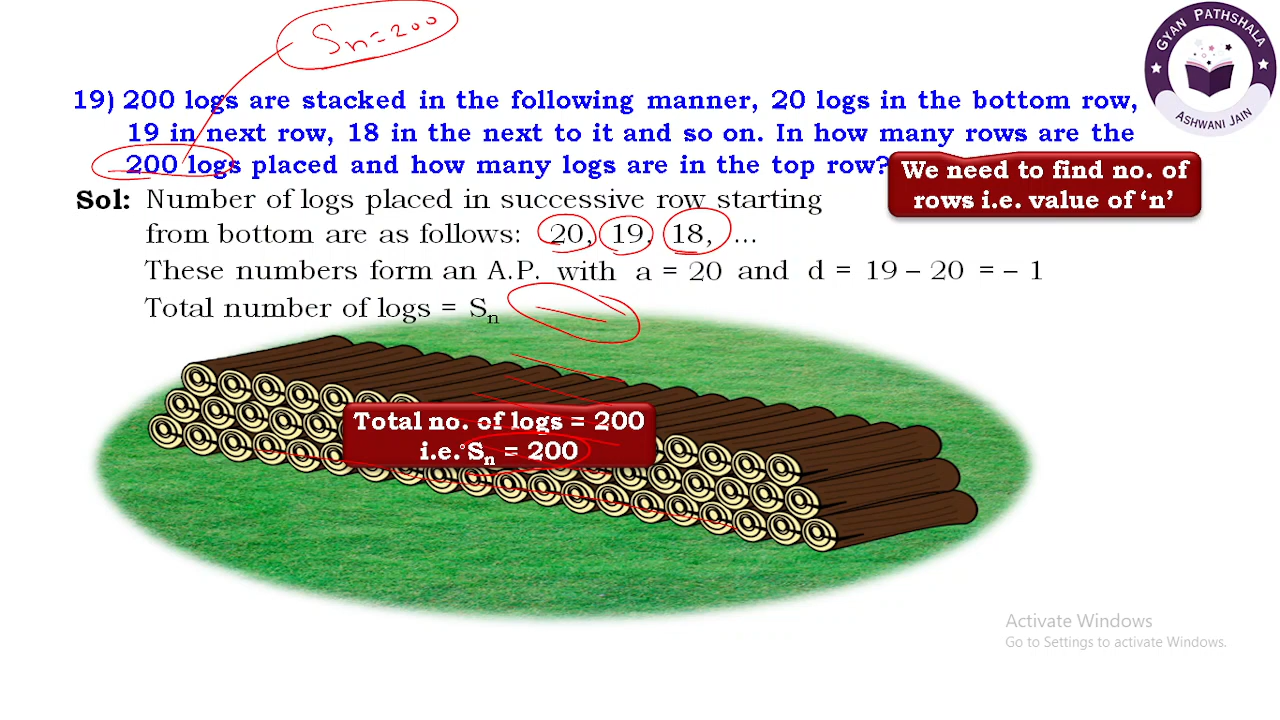 Sn = 200
GYAN PATHSHALA
ASHWANI JAIN
19) 200 logs are stacked in the following manner, 20 logs in the bottom row,
19 in next row, 18 in the next to it and so on. In how many rows are the
200 logs placed and how many logs are in the top row?
We need to find no. of
rows i.e. value of ‘n’
Sol: Number of logs placed in successive row starting
from bottom are as follows: 20, 19, 18, ...
These numbers form an A.P. with a = 20 and d = 19 – 20 = – 1
Total number of logs = Sn
Total no. of logs = 200
i.e. Sn = 200
Activate Windows
Go to Settings to activate Windows.